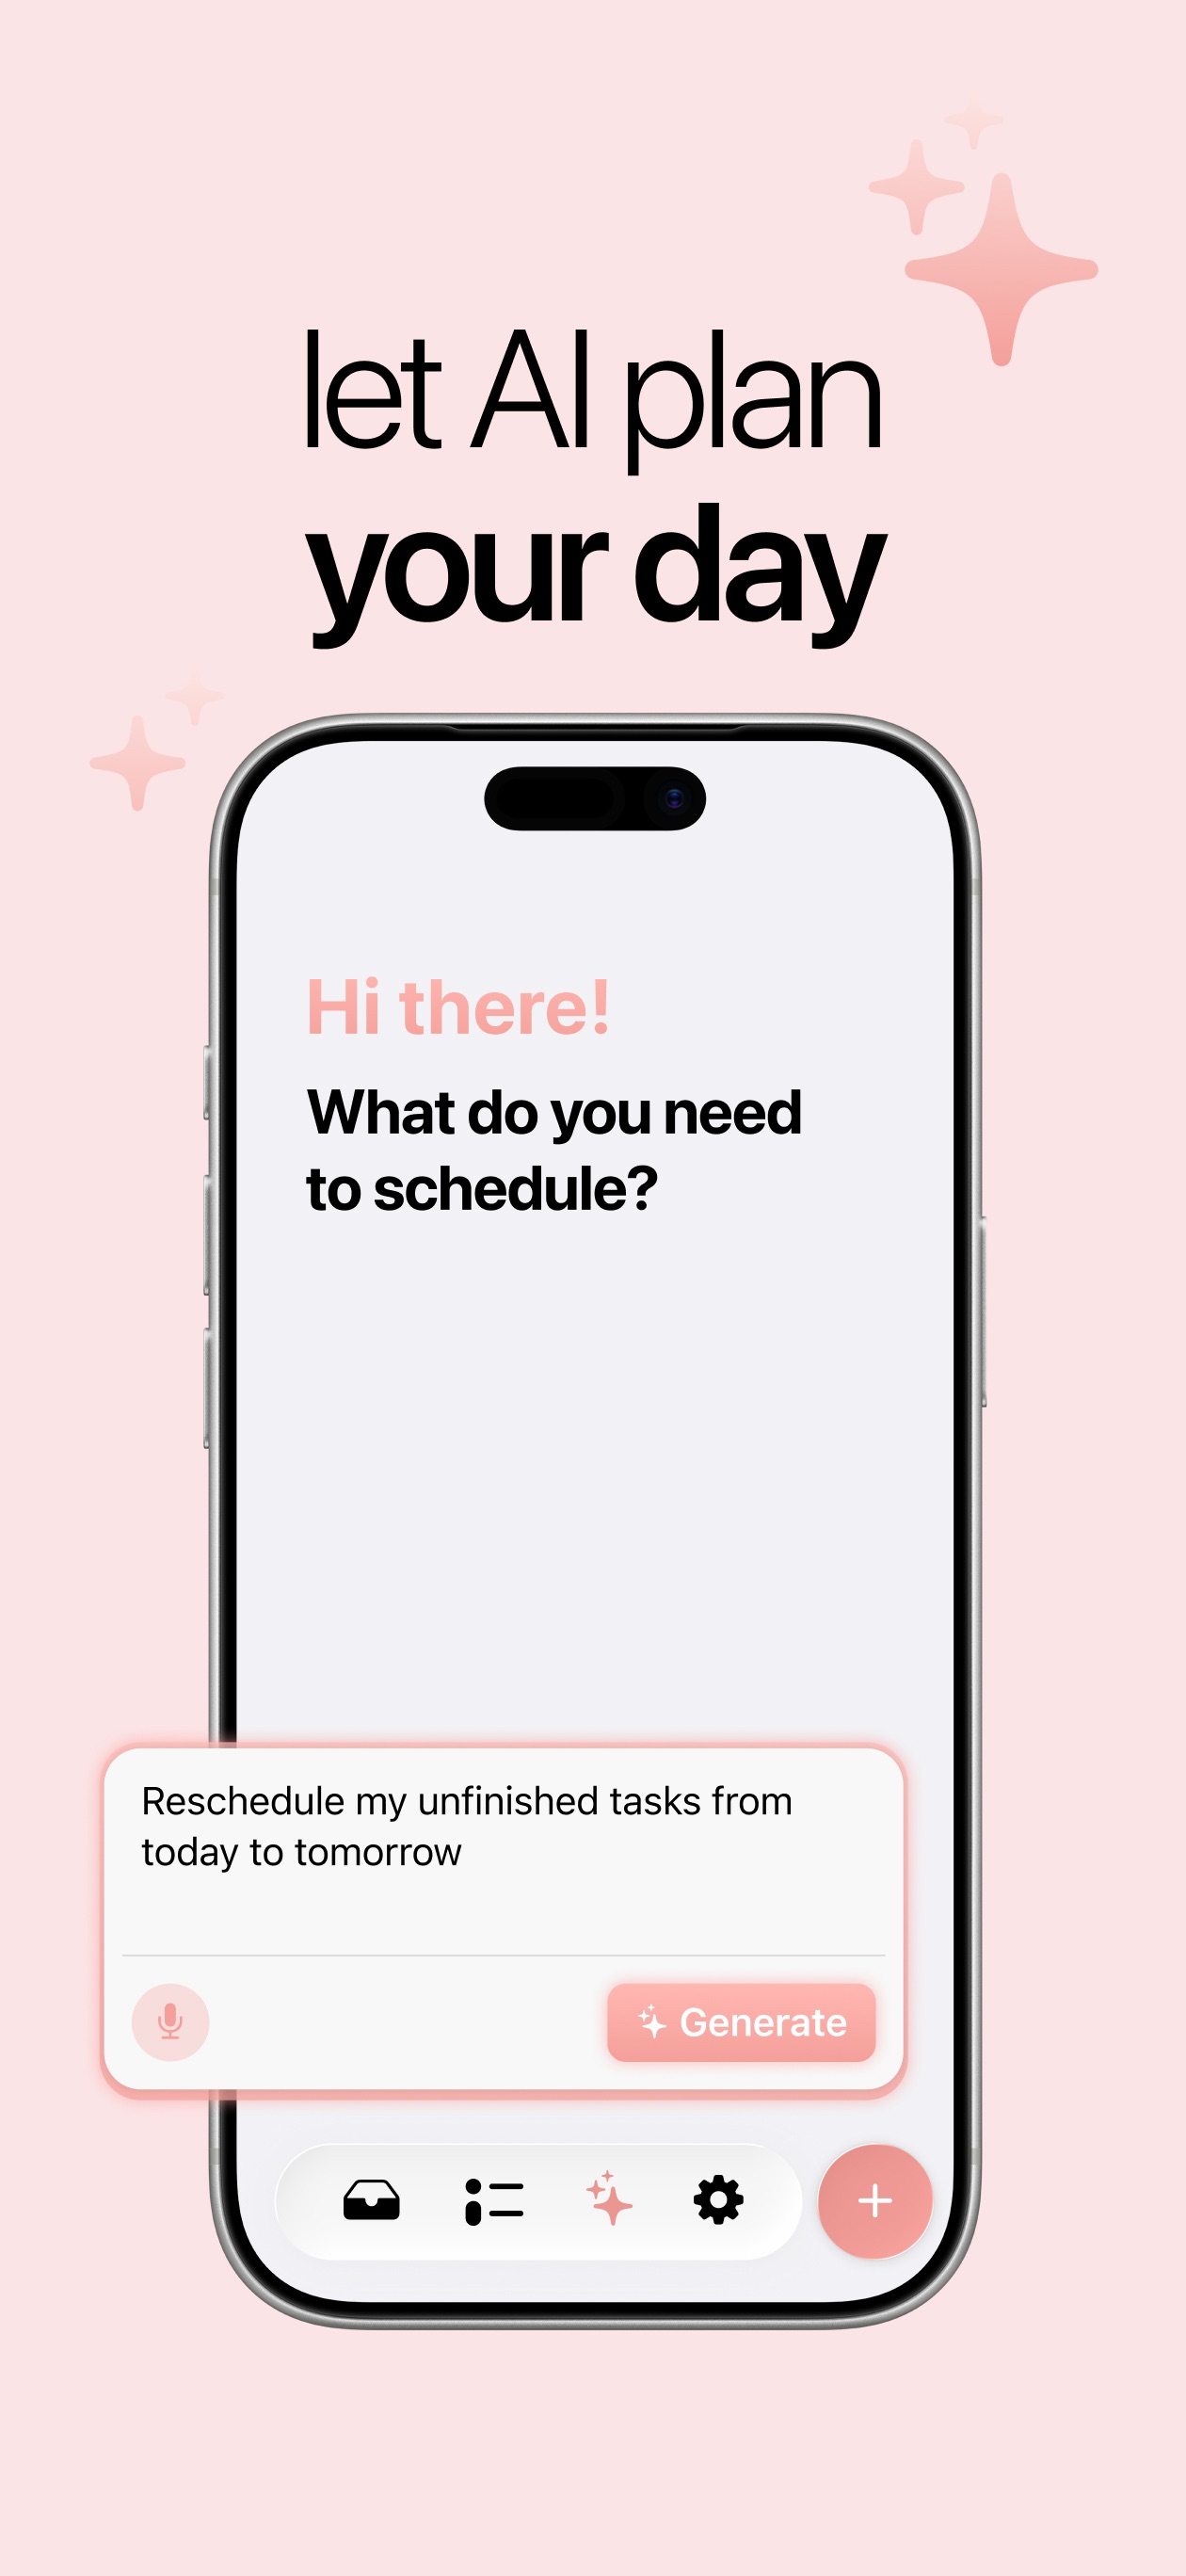 let AI plan
your day
Hi there!
What do you need
to schedule?
Reschedule my unfinished tasks from
today to tomorrow
Generate